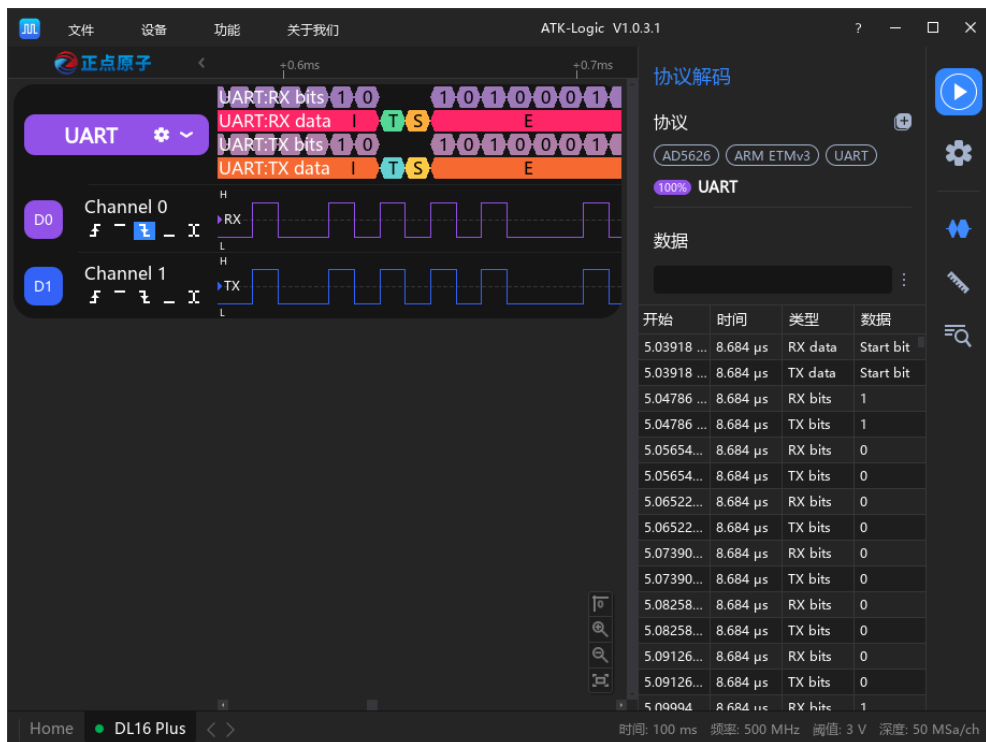 文件 设备 功能 关于我们 ATK-Logic V1.0.3.1 ?
正点原子 +0.6ms +0.7ms
协议解码
UART
UART:RX bits 1 0 1 0 1 0 0 0 1
UART:RX data I T S E
UART:TX bits 1 0 1 0 1 0 0 0 1
UART:TX data I T S E
协议
AD5626 ARM ETMv3 UART
100% UART
D0 Channel 0 H RX L
D1 Channel 1 H TX L
数据
开始 时间 类型 数据
5.03918 ... 8.684 μs RX data Start bit
5.03918 ... 8.684 μs TX data Start bit
5.04786 ... 8.684 μs RX bits 1
5.04786 ... 8.684 μs TX bits 1
5.05654... 8.684 μs RX bits 0
5.05654... 8.684 μs TX bits 0
5.06522... 8.684 μs RX bits 0
5.06522... 8.684 μs TX bits 0
5.07390... 8.684 μs RX bits 0
5.07390... 8.684 μs TX bits 0
5.08258... 8.684 μs RX bits 0
5.08258... 8.684 μs TX bits 0
5.09126... 8.684 μs RX bits 0
5.09126... 8.684 μs TX bits 0
5.09994... 8.684 μs RX bits 1
Home DL16 Plus
时间: 100 ms 频率: 500 MHz 阈值: 3 V 深度: 50 MSa/ch